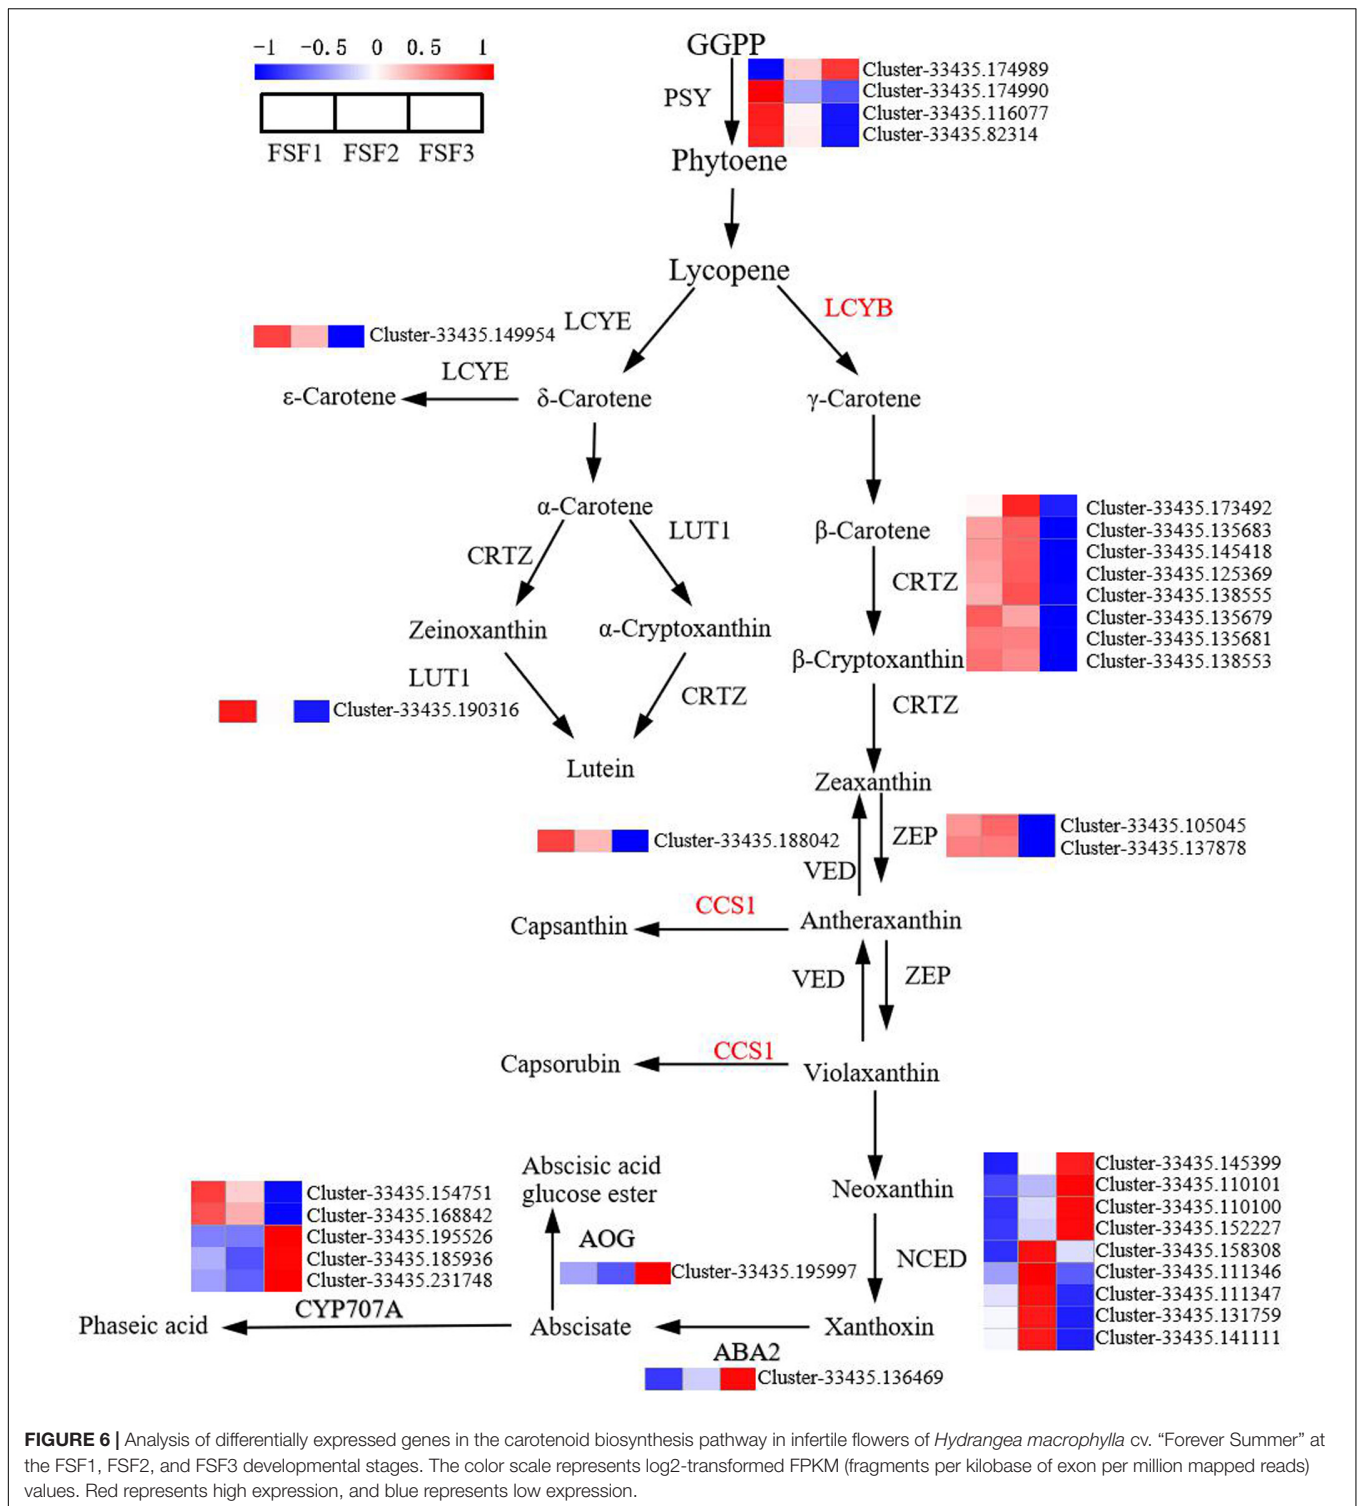 -1 -0.5 0 0.5 1
FSF1 FSF2 FSF3
GGPP
PSY
Cluster-33435.174989
Cluster-33435.174990
Cluster-33435.116077
Cluster-33435.82314
Phytoene
Lycopene
LCYE
LCYB
Cluster-33435.149954
LCYE
ε-Carotene
δ-Carotene
γ-Carotene
α-Carotene
CRTZ
LUT1
β-Carotene
CRTZ
Cluster-33435.173492
Cluster-33435.135683
Cluster-33435.145418
Cluster-33435.125369
Cluster-33435.138555
Cluster-33435.135679
Cluster-33435.135681
Cluster-33435.138553
Zeinoxanthin
α-Cryptoxanthin
β-Cryptoxanthin
LUT1
CRTZ
CRTZ
Cluster-33435.190316
Lutein
Zeaxanthin
Cluster-33435.188042
VED
ZEP
Cluster-33435.105045
Cluster-33435.137878
Capsanthin
CCS1
Antheraxanthin
VED
ZEP
Capsorubin
CCS1
Violaxanthin
Neoxanthin
Cluster-33435.145399
Cluster-33435.110101
Cluster-33435.110100
Cluster-33435.152227
Cluster-33435.158308
Cluster-33435.111346
Cluster-33435.111347
Cluster-33435.131759
Cluster-33435.141111
NCED
Abscisic acid
glucose ester
AOG
Cluster-33435.195997
Cluster-33435.154751
Cluster-33435.168842
Cluster-33435.195526
Cluster-33435.185936
Cluster-33435.231748
Phaseic acid
CYP707A
Abscisate
Xanthoxin
ABA2
Cluster-33435.136469
FIGURE 6 | Analysis of differentially expressed genes in the carotenoid biosynthesis pathway in infertile flowers of Hydrangea macrophylla cv. “Forever Summer” at
the FSF1, FSF2, and FSF3 developmental stages. The color scale represents log2-transformed FPKM (fragments per kilobase of exon per million mapped reads)
values. Red represents high expression, and blue represents low expression.